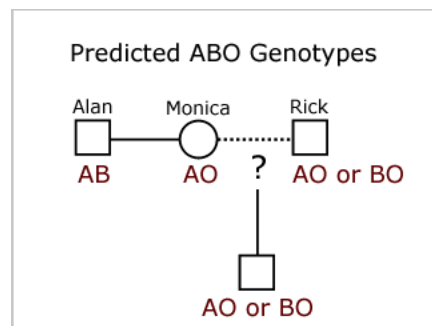 Predicted ABO Genotypes
Alan Monica Rick
?
AB AO AO or BO
AO or BO